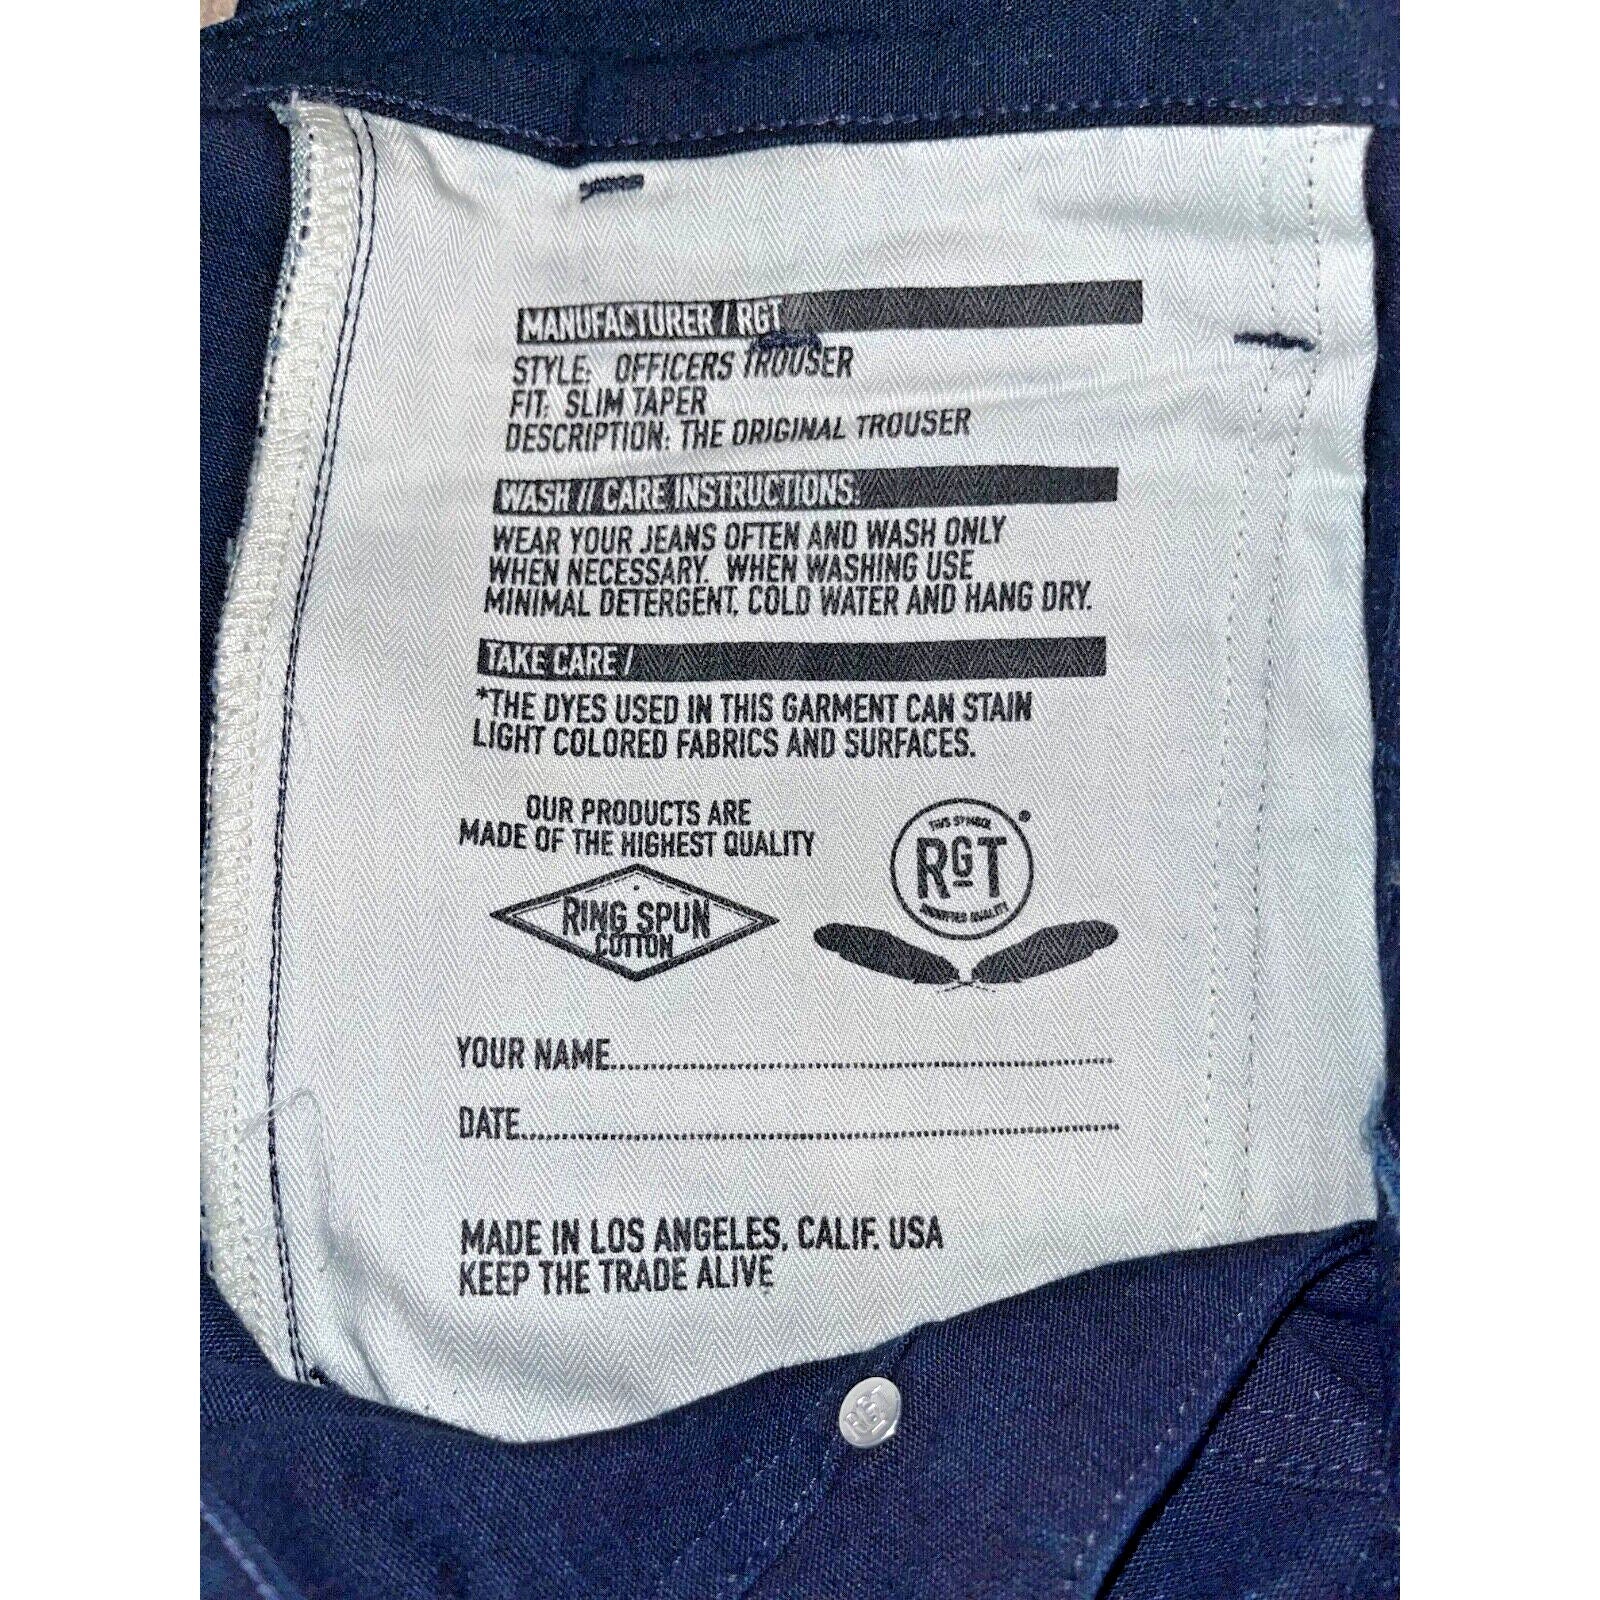 MANUFACTURER / RGT
STYLE: OFFICERS TROUSER
FIT: SLIM TAPER
DESCRIPTION: THE ORIGINAL TROUSER
WASH // CARE INSTRUCTIONS:
WEAR YOUR JEANS OFTEN AND WASH ONLY
WHEN NECESSARY. WHEN WASHING USE
MINIMAL DETERGENT, COLD WATER AND HANG DRY.
TAKE CARE /
*THE DYES USED IN THIS GARMENT CAN STAIN
LIGHT COLORED FABRICS AND SURFACES.
OUR PRODUCTS ARE
MADE OF THE HIGHEST QUALITY
RING SPUN
COTTON
THIS SYMBOL
®
RGT
QUALITY
YOUR NAME
DATE
MADE IN LOS ANGELES, CALIF. USA
KEEP THE TRADE ALIVE